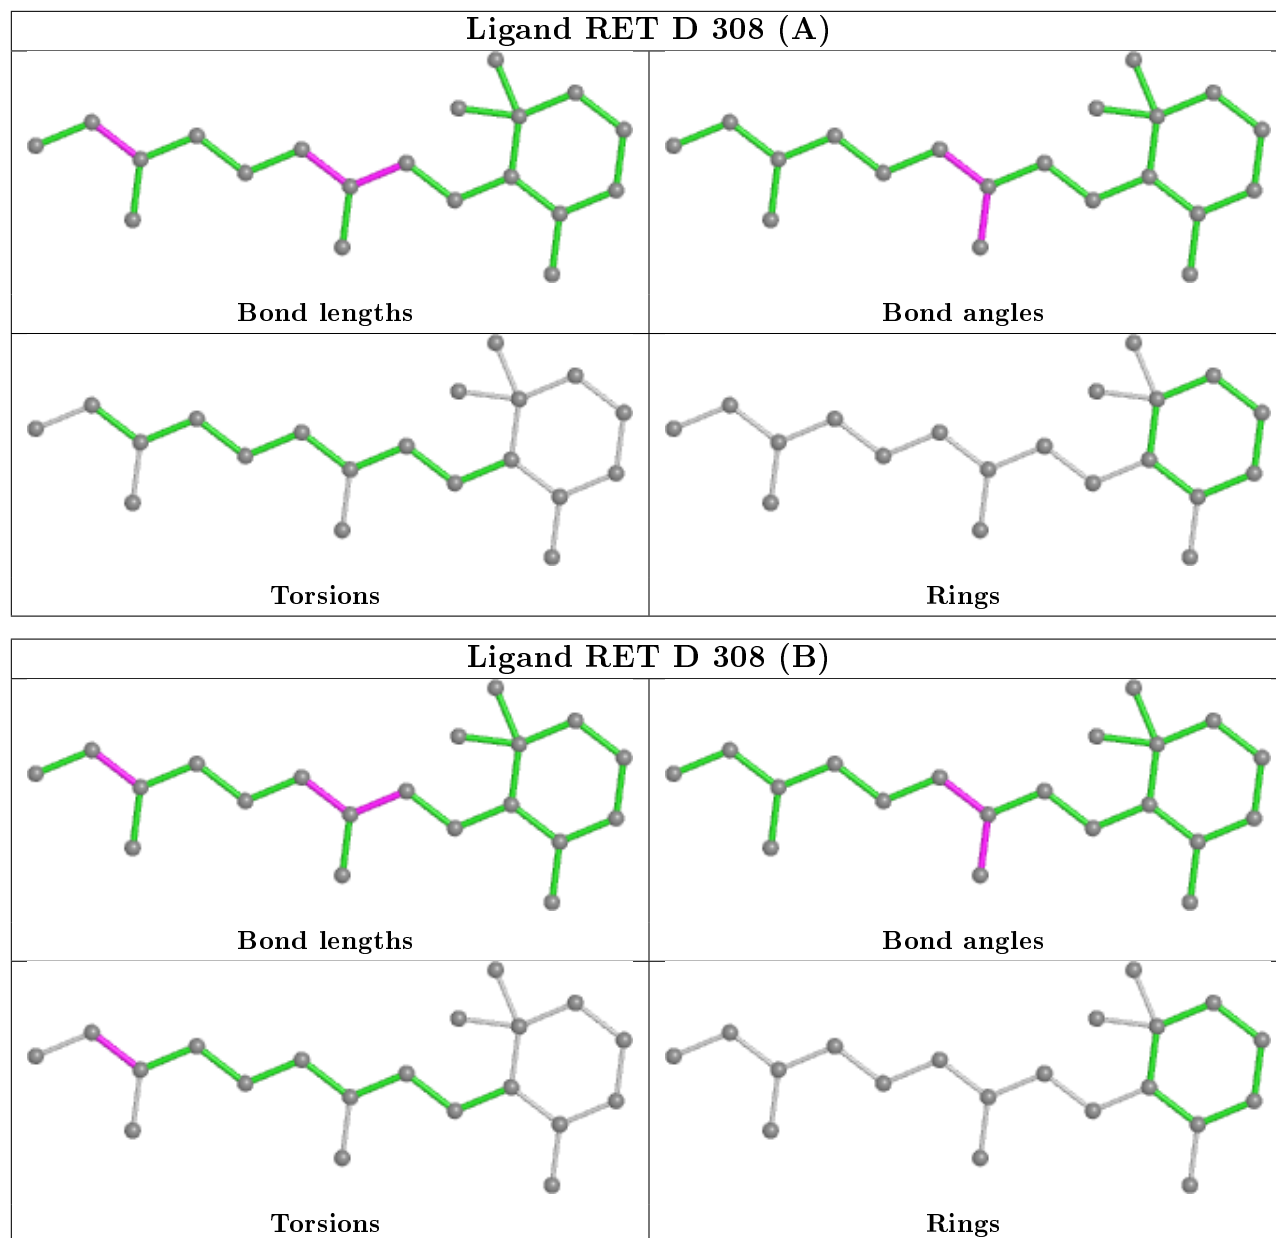 Ligand RET D 308 (A)
Bond lengths
Bond angles
Torsions
Rings
Ligand RET D 308 (B)
Bond lengths
Bond angles
Torsions
Rings